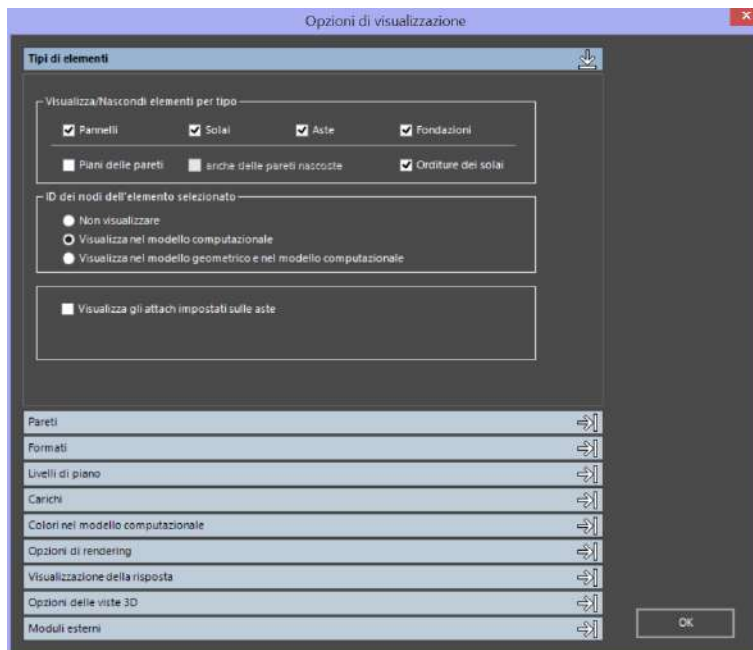 Opzioni di visualizzazione
Tipi di elementi
Visualizza/Nascondi elementi per tipo
Pannelli Solai Aste Fondazioni
Piani delle pareti anche delle pareti nascoste Orditure dei solai
ID dei nodi dell'elemento selezionato
Non visualizzare
Visualizza nel modello computazionale
Visualizza nel modello geometrico e nel modello computazionale
Visualizza gli attach impostati sulle aste
Pareti
Formati
Livelli di piano
Carichi
Colori nel modello computazionale
Opzioni di rendering
Visualizzazione della risposta
Opzioni delle viste 3D
Moduli esterni
OK